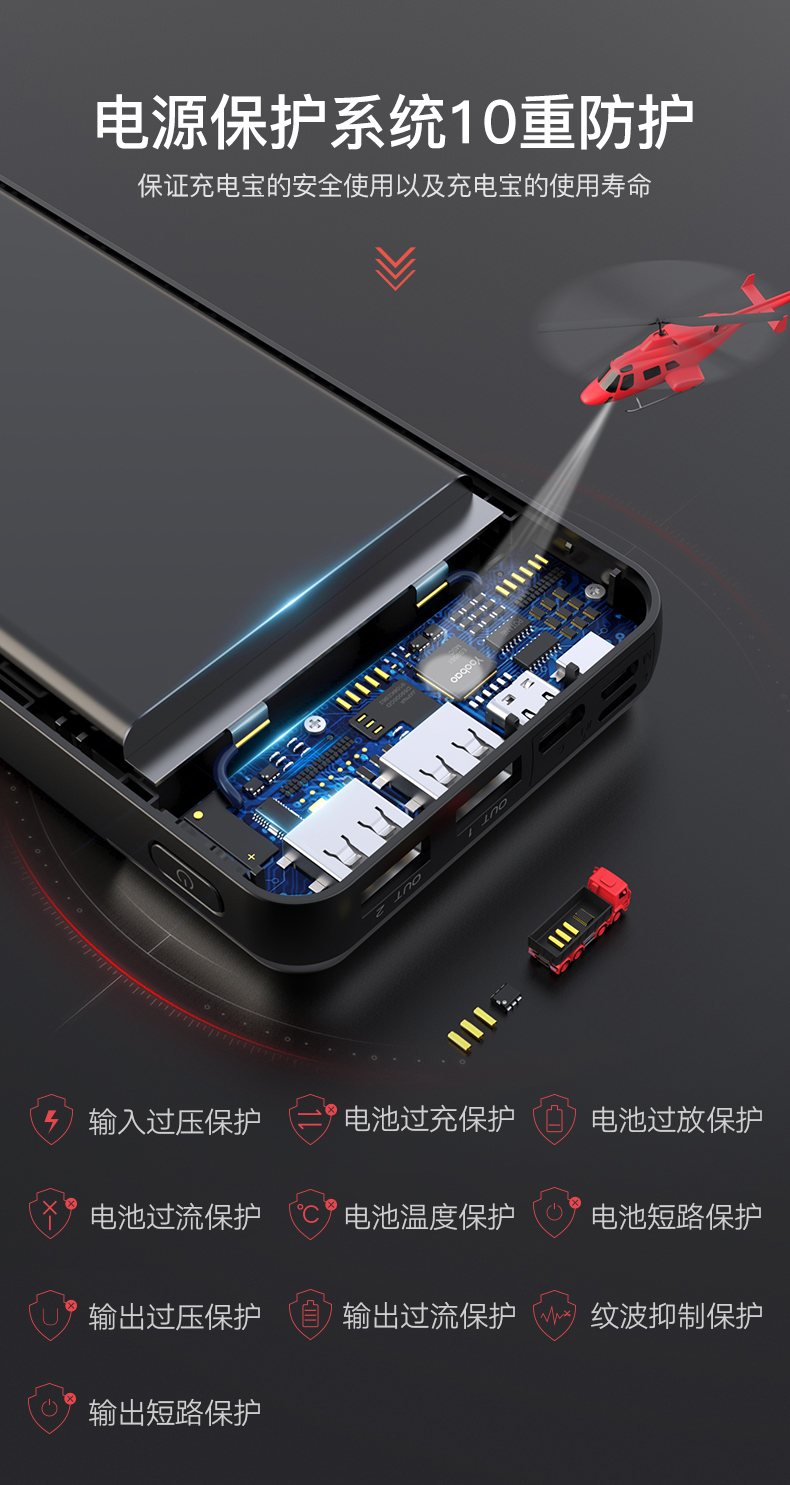 电源保护系统10重防护
保证充电宝的安全使用以及充电宝的使用寿命
Yoobao
OUT 1
OUT 2
输入过压保护
电池过充保护
电池过放保护
电池过流保护
°C
电池温度保护
电池短路保护
输出过压保护
输出过流保护
纹波抑制保护
输出短路保护